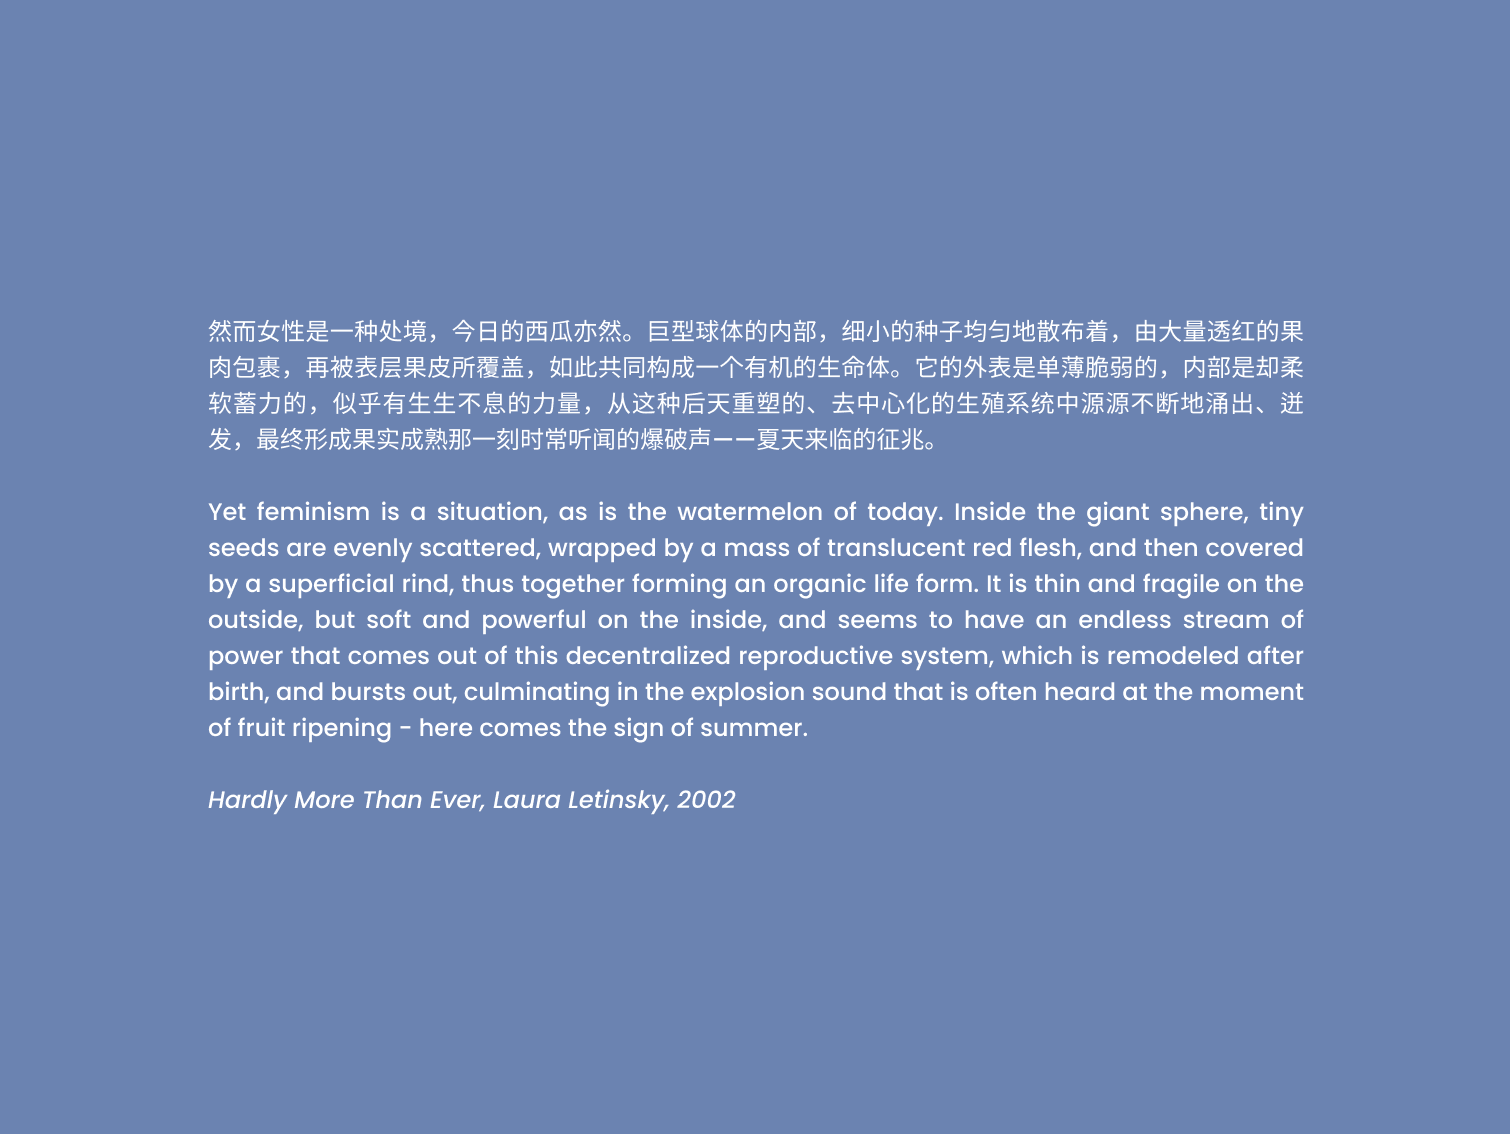 然而女性是一种处境，今日的西瓜亦然。巨型球体的内部，细小的种子均匀地散布着，由大量透红的果
肉包裹，再被表层果皮所覆盖，如此共同构成一个有机的生命体。它的外表是单薄脆弱的，内部是却柔
软蓄力的，似乎有生生不息的力量，从这种后天重塑的、去中心化的生殖系统中源源不断地涌出、迸
发，最终形成果实成熟那一刻时常听闻的爆破声——夏天来临的征兆。
Yet feminism is a situation, as is the watermelon of today. Inside the giant sphere, tiny
seeds are evenly scattered, wrapped by a mass of translucent red flesh, and then covered
by a superficial rind, thus together forming an organic life form. It is thin and fragile on the
outside, but soft and powerful on the inside, and seems to have an endless stream of
power that comes out of this decentralized reproductive system, which is remodeled after
birth, and bursts out, culminating in the explosion sound that is often heard at the moment
of fruit ripening - here comes the sign of summer.
Hardly More Than Ever, Laura Letinsky, 2002